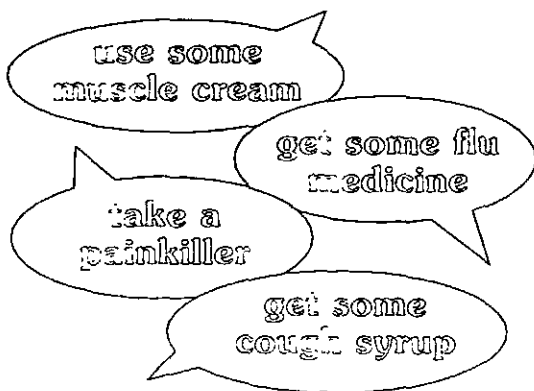 use some
muscle cream
get some flu
medicine
take a
painkiller
get some
cough syrup